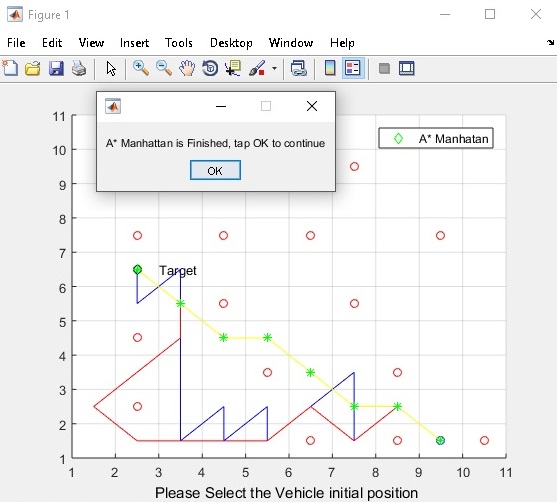 Figure 1
File Edit View Insert Tools Desktop Window Help
A* Manhattan is Finished, tap OK to continue
OK
A* Manhatan
11
10
9
8
7
6
5
4
3
2
1
Target
1 2 3 4 5 6 7 8 9 10 11
Please Select the Vehicle initial position